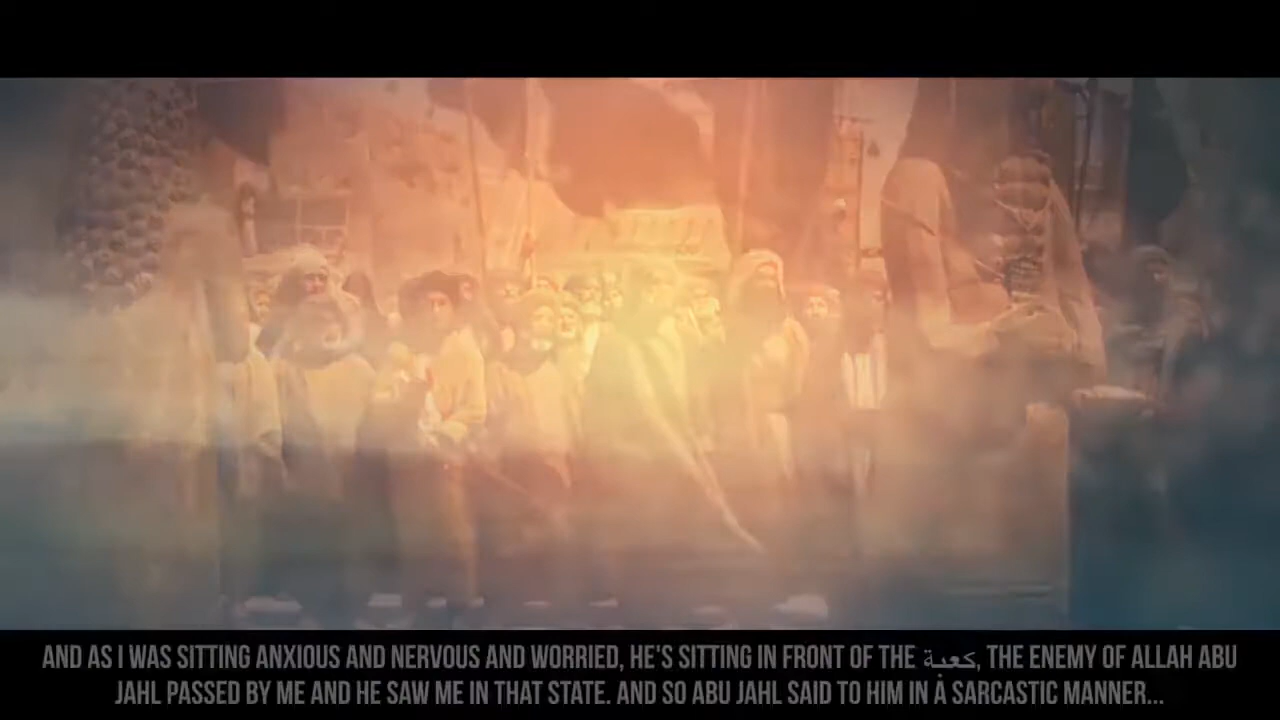 AND AS I WAS SITTING ANXIOUS AND NERVOUS AND WORRIED, HE'S SITTING IN FRONT OF THE كعبة, THE ENEMY OF ALLAH ABU
JAHL PASSED BY ME AND HE SAW ME IN THAT STATE. AND SO ABU JAHL SAID TO HIM IN A SARCASTIC MANNER...